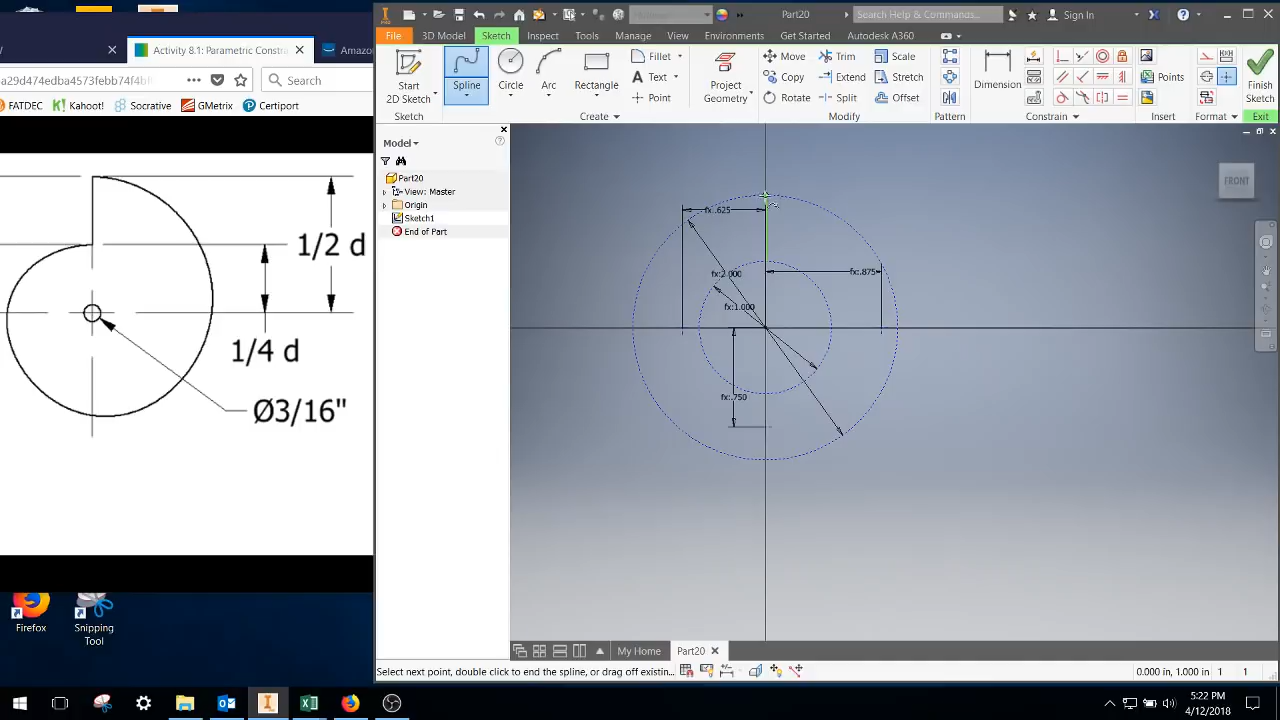 Part20
Search Help & Commands...
Sign In
File
3D Model
Sketch
Inspect
Tools
Manage
View
Environments
Get Started
Autodesk A360
Activity 8.1: Parametric Constra
Amazo
Search
FATDEC
Kahoot!
Socrative
GMetrix
Certiport
Start
2D Sketch
Spline
Circle
Arc
Rectangle
Fillet
Text
Point
Project
Geometry
Move
Copy
Rotate
Trim
Extend
Split
Scale
Stretch
Offset
Dimension
Points
Finish
Sketch
Sketch
Create
Modify
Pattern
Constrain
Insert
Format
Exit
Model
Part20
View: Master
Origin
Sketch1
End of Part
1/2 d
1/4 d
Ø3/16"
fx:.625
fx:2.000
fx:.875
fx:1.000
fx:.750
FRONT
Firefox
Snipping
Tool
My Home
Part20
Select next point, double click to end the spline, or drag off existin
0.000 in, 1.000 in
1
1
5:22 PM
4/12/2018